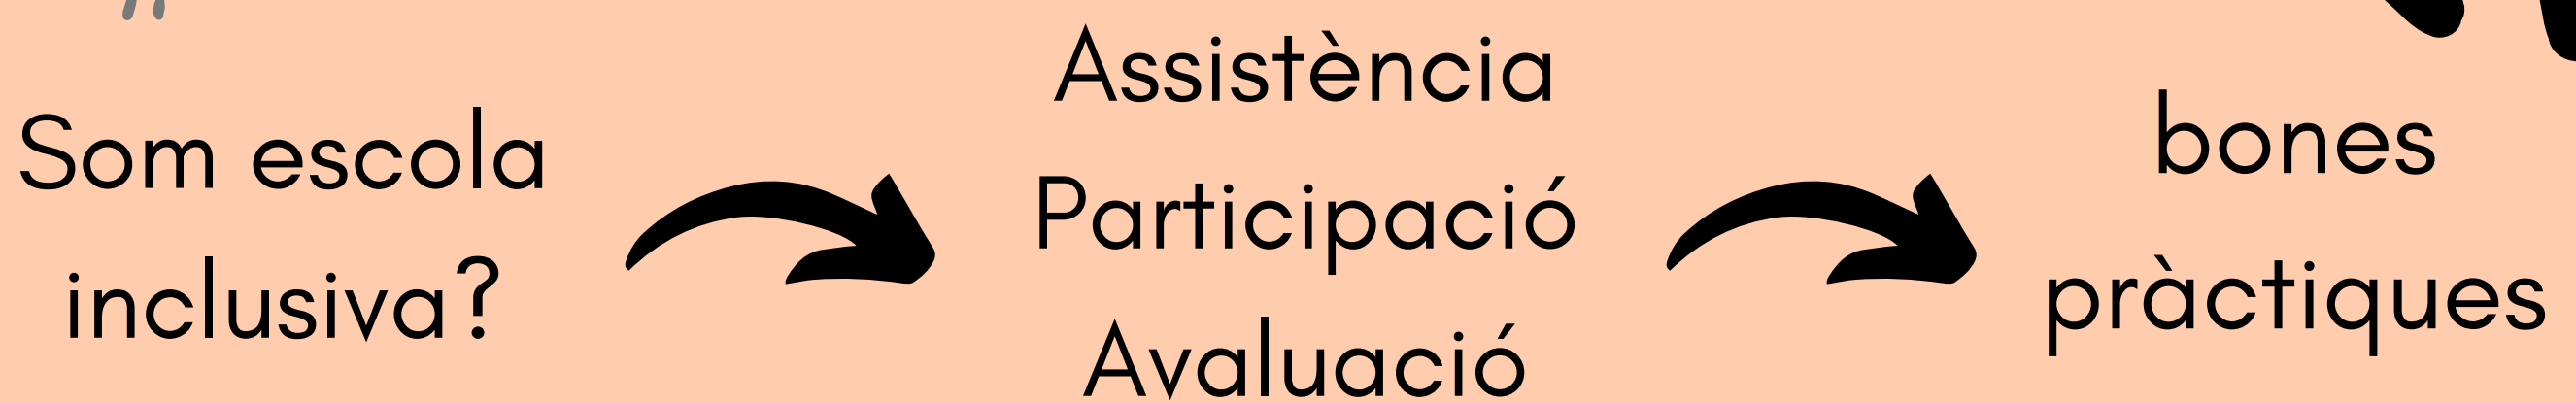 Som escola
inclusiva?
Assistència
Participació
Avaluació
bones
pràctiques